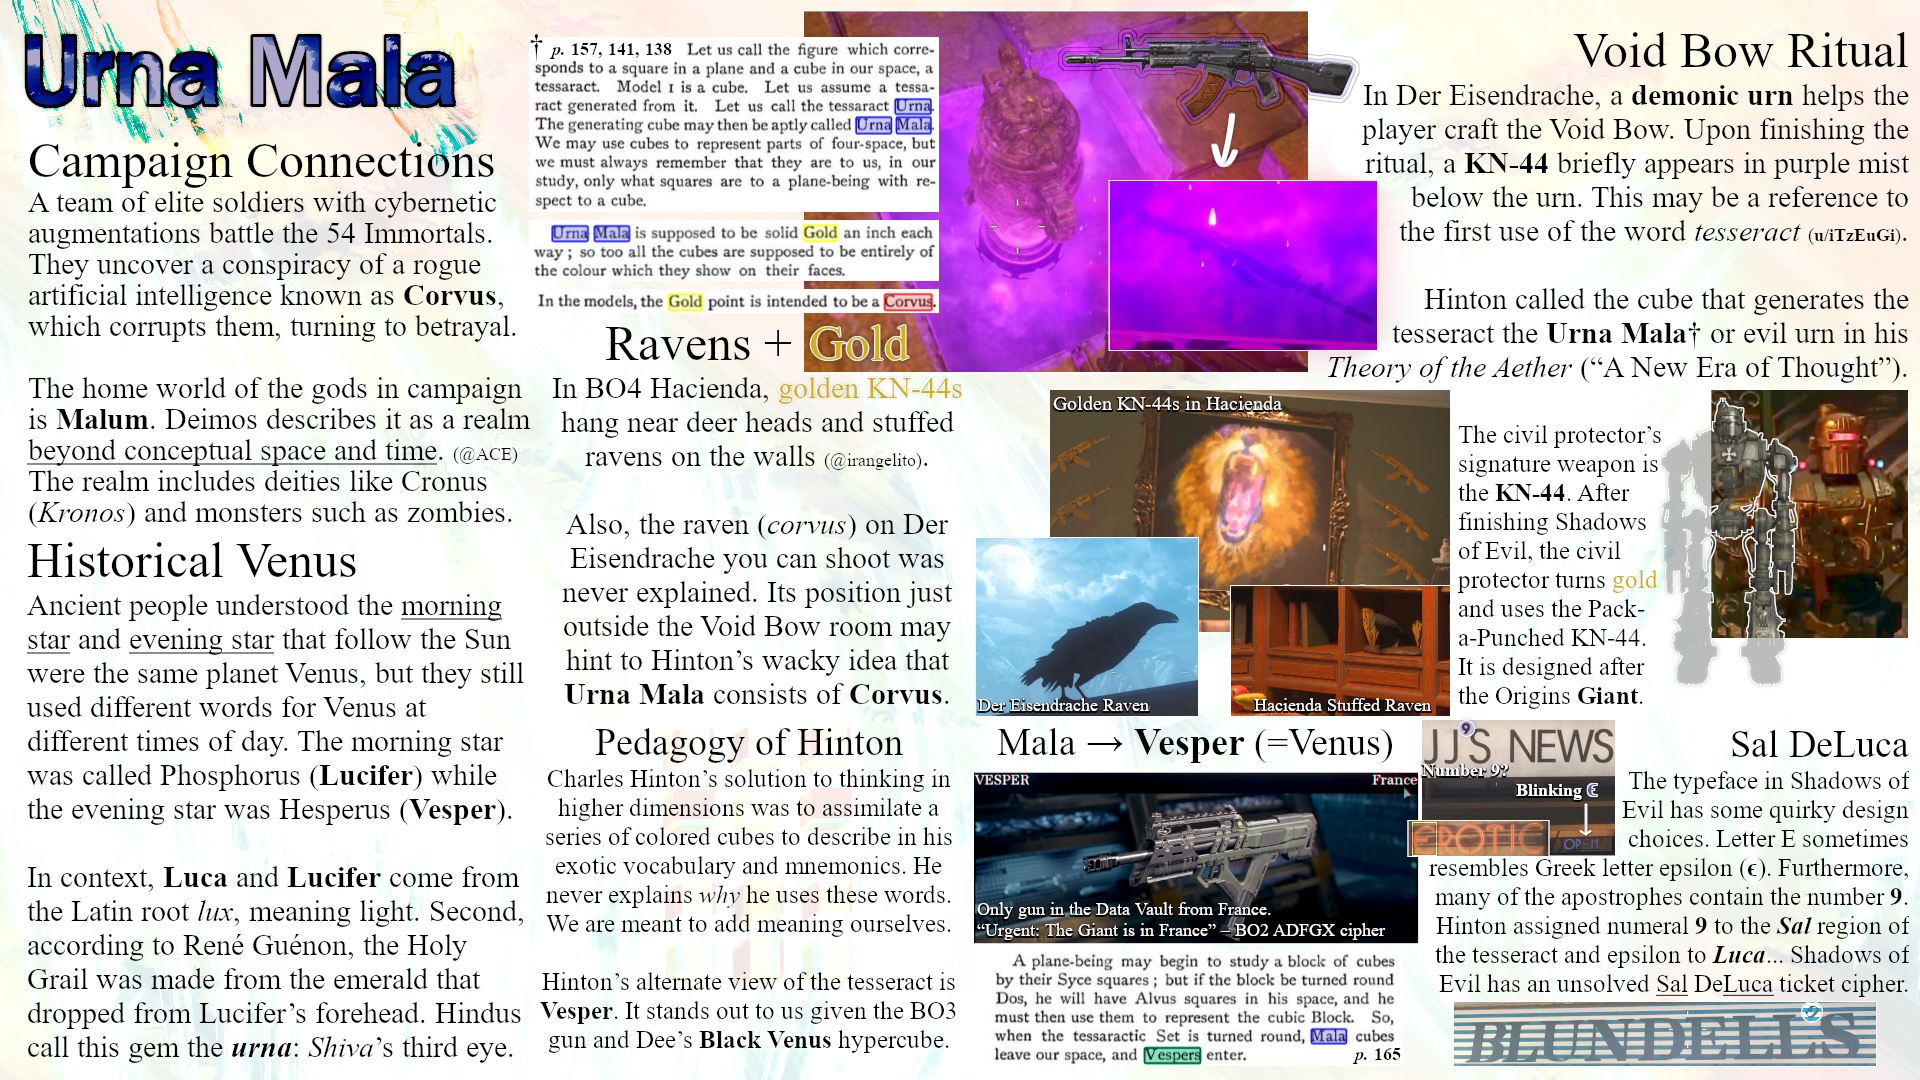 Urna Mala
Campaign Connections
A team of elite soldiers with cybernetic
augmentations battle the 54 Immortals.
They uncover a conspiracy of a rogue
artificial intelligence known as Corvus,
which corrupts them, turning to betrayal.
The home world of the gods in campaign
is Malum. Deimos describes it as a realm
beyond conceptual space and time. (@ACE)
The realm includes deities like Cronus
(Kronos) and monsters such as zombies.
Historical Venus
Ancient people understood the morning
star and evening star that follow the Sun
were the same planet Venus, but they still
used different words for Venus at
different times of day. The morning star
was called Phosphorus (Lucifer) while
the evening star was Hesperus (Vesper).
In context, Luca and Lucifer come from
the Latin root lux, meaning light. Second,
according to René Guénon, the Holy
Grail was made from the emerald that
dropped from Lucifer's forehead. Hindus
call this gem the urna: Shiva's third eye.
† p. 157, 141, 138 Let us call the figure which corre-
sponds to a square in a plane and a cube in our space, a
tessaract. Model 1 is a cube. Let us assume a tessa-
ract generated from it. Let us call the tessaract Urna.
The generating cube may then be aptly called Urna Mala.
We may use cubes to represent parts of four-space, but
we must always remember that they are to us, in our
study, only what squares are to a plane-being with re-
spect to a cube.
Urna Mala is supposed to be solid Gold an inch each
way; so too all the cubes are supposed to be entirely of
the colour which they show on their faces.
In the models, the Gold point is intended to be a Corvus.
Ravens + Gold
In BO4 Hacienda, golden KN-44s
hang near deer heads and stuffed
ravens on the walls (@irangelito).
Also, the raven (corvus) on Der
Eisendrache you can shoot was
never explained. Its position just
outside the Void Bow room may
hint to Hinton's wacky idea that
Urna Mala consists of Corvus.
Pedagogy of Hinton
Charles Hinton's solution to thinking in
higher dimensions was to assimilate a
series of colored cubes to describe in his
exotic vocabulary and mnemonics. He
never explains why he uses these words.
We are meant to add meaning ourselves.
Hinton's alternate view of the tesseract is
Vesper. It stands out to us given the BO3
gun and Dee's Black Venus hypercube.
Void Bow Ritual
In Der Eisendrache, a demonic urn helps the
player craft the Void Bow. Upon finishing the
ritual, a KN-44 briefly appears in purple mist
below the urn. This may be a reference to
the first use of the word tesseract (u/iTzEuGi).
Hinton called the cube that generates the
tesseract the Urna Mala† or evil urn in his
Theory of the Aether (“A New Era of Thought”).
Golden KN-44s in Hacienda
Der Eisendrache Raven
Hacienda Stuffed Raven
The civil protector's
signature weapon is
the KN-44. After
finishing Shadows
of Evil, the civil
protector turns gold
and uses the Pack-
a-Punched KN-44.
It is designed after
the Origins Giant.
Mala → Vesper (=Venus)
VESPER
France
Only gun in the Data Vault from France.
“Urgent: The Giant is in France” – BO2 ADFGX cipher
A plane-being may begin to study a block of cubes
by their Syce squares; but if the block be turned round
Dos, he will have Alvus squares in his space, and he
must then use them to represent the cubic Block. So,
when the tessaractic Set is turned round, Mala cubes
leave our space, and Vespers enter. p. 165
9
JJ'S NEWS
Number 9?
Blinking Є
EROTIC
Sal DeLuca
The typeface in Shadows of
Evil has some quirky design
choices. Letter E sometimes
resembles Greek letter epsilon (ϵ). Furthermore,
many of the apostrophes contain the number 9.
Hinton assigned numeral 9 to the Sal region of
the tesseract and epsilon to Luca... Shadows of
Evil has an unsolved Sal DeLuca ticket cipher.
BLUNDELL'S